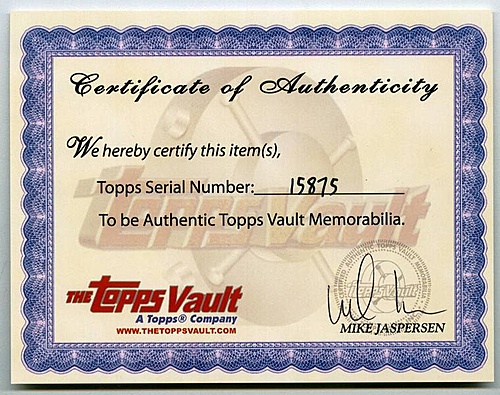 Certificate of Authenticity
We hereby certify this item(s),
Topps Serial Number: 15875
To be Authentic Topps Vault Memorabilia.
THE Topps Vault
A Topps® Company
WWW.THETOPPSVAULT.COM
MIKE JASPERSEN